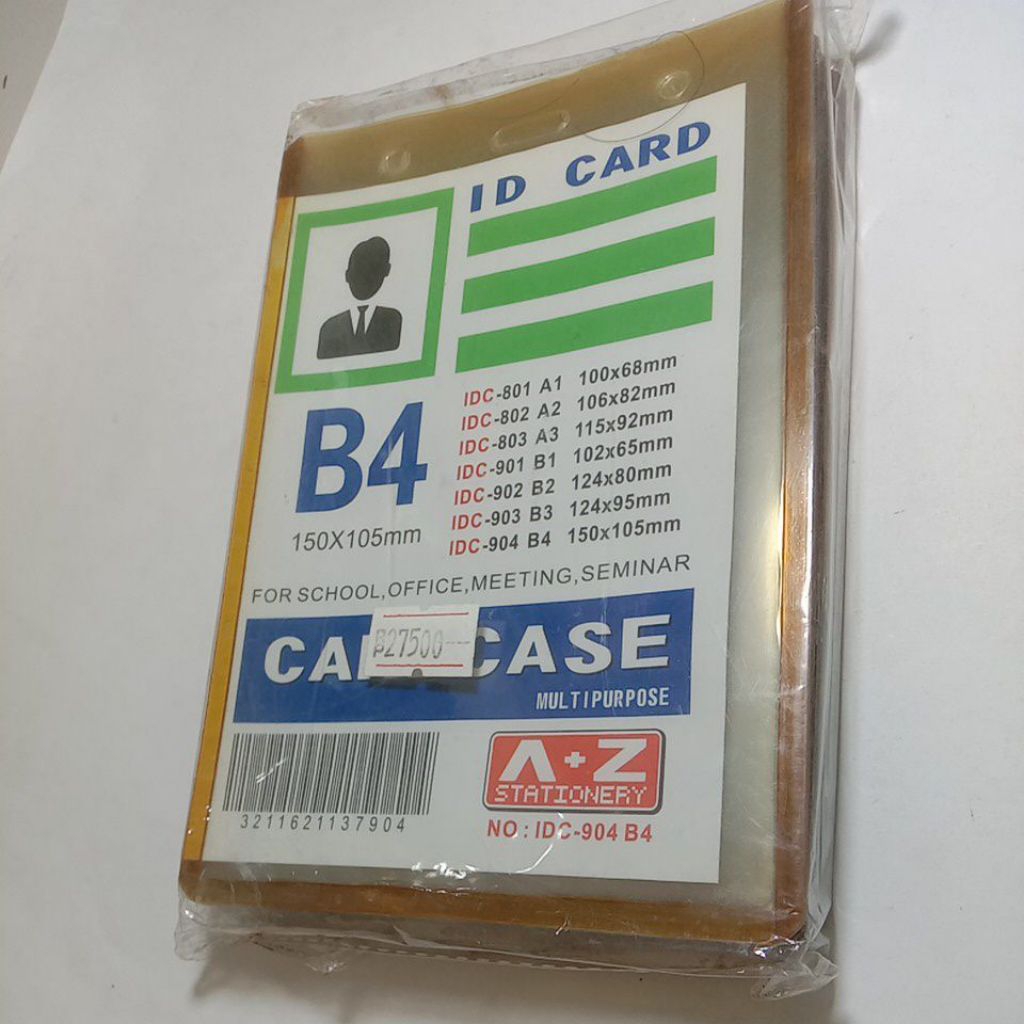 ID CARD
IDC-801 A1 100x68mm
IDC-802 A2 106x82mm
IDC-803 A3 115x92mm
IDC-901 B1 102x65mm
IDC-902 B2 124x80mm
IDC-903 B3 124x95mm
IDC-904 B4 150x105mm
B4
150X105mm
FOR SCHOOL,OFFICE,MEETING,SEMINAR
CASE
27500
MULTIPURPOSE
3211621137904
A+Z
STATIONERY
NO : IDC-904 B4